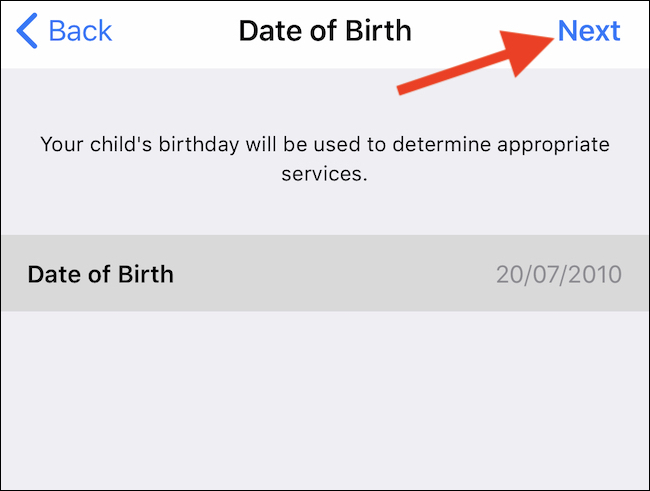 Back Date of Birth Next
Your child's birthday will be used to determine appropriate
services.
Date of Birth 20/07/2010